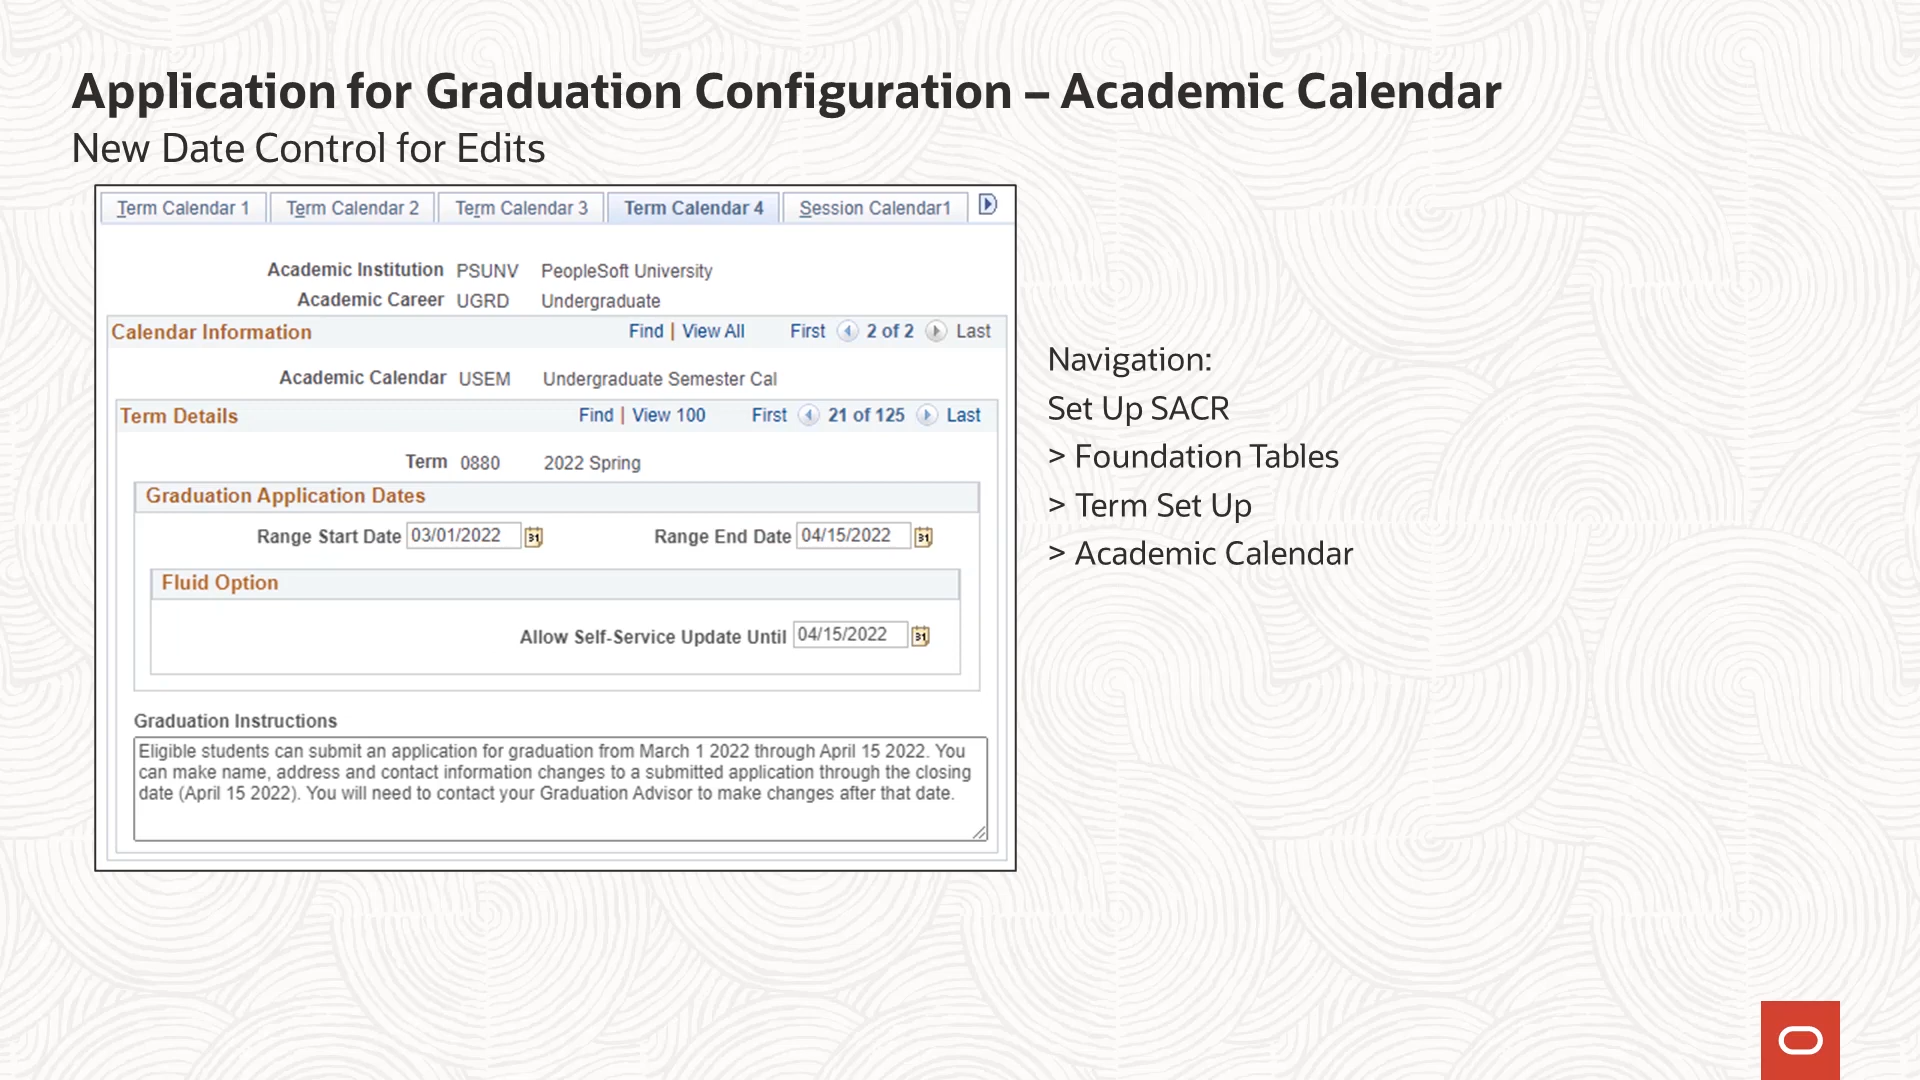 Application for Graduation Configuration – Academic Calendar
New Date Control for Edits
Term Calendar 1 Term Calendar 2 Term Calendar 3 Term Calendar 4 Session Calendar1
Academic Institution PSUNV PeopleSoft University
Academic Career UGRD Undergraduate
Calendar Information Find | View All First 2 of 2 Last
Academic Calendar USEM Undergraduate Semester Cal
Term Details Find | View 100 First 21 of 125 Last
Term 0880 2022 Spring
Graduation Application Dates
Range Start Date 03/01/2022 31 Range End Date 04/15/2022 31
Fluid Option
Allow Self-Service Update Until 04/15/2022 31
Graduation Instructions
Eligible students can submit an application for graduation from March 1 2022 through April 15 2022. You
can make name, address and contact information changes to a submitted application through the closing
date (April 15 2022). You will need to contact your Graduation Advisor to make changes after that date.
Navigation:
Set Up SACR
> Foundation Tables
> Term Set Up
> Academic Calendar